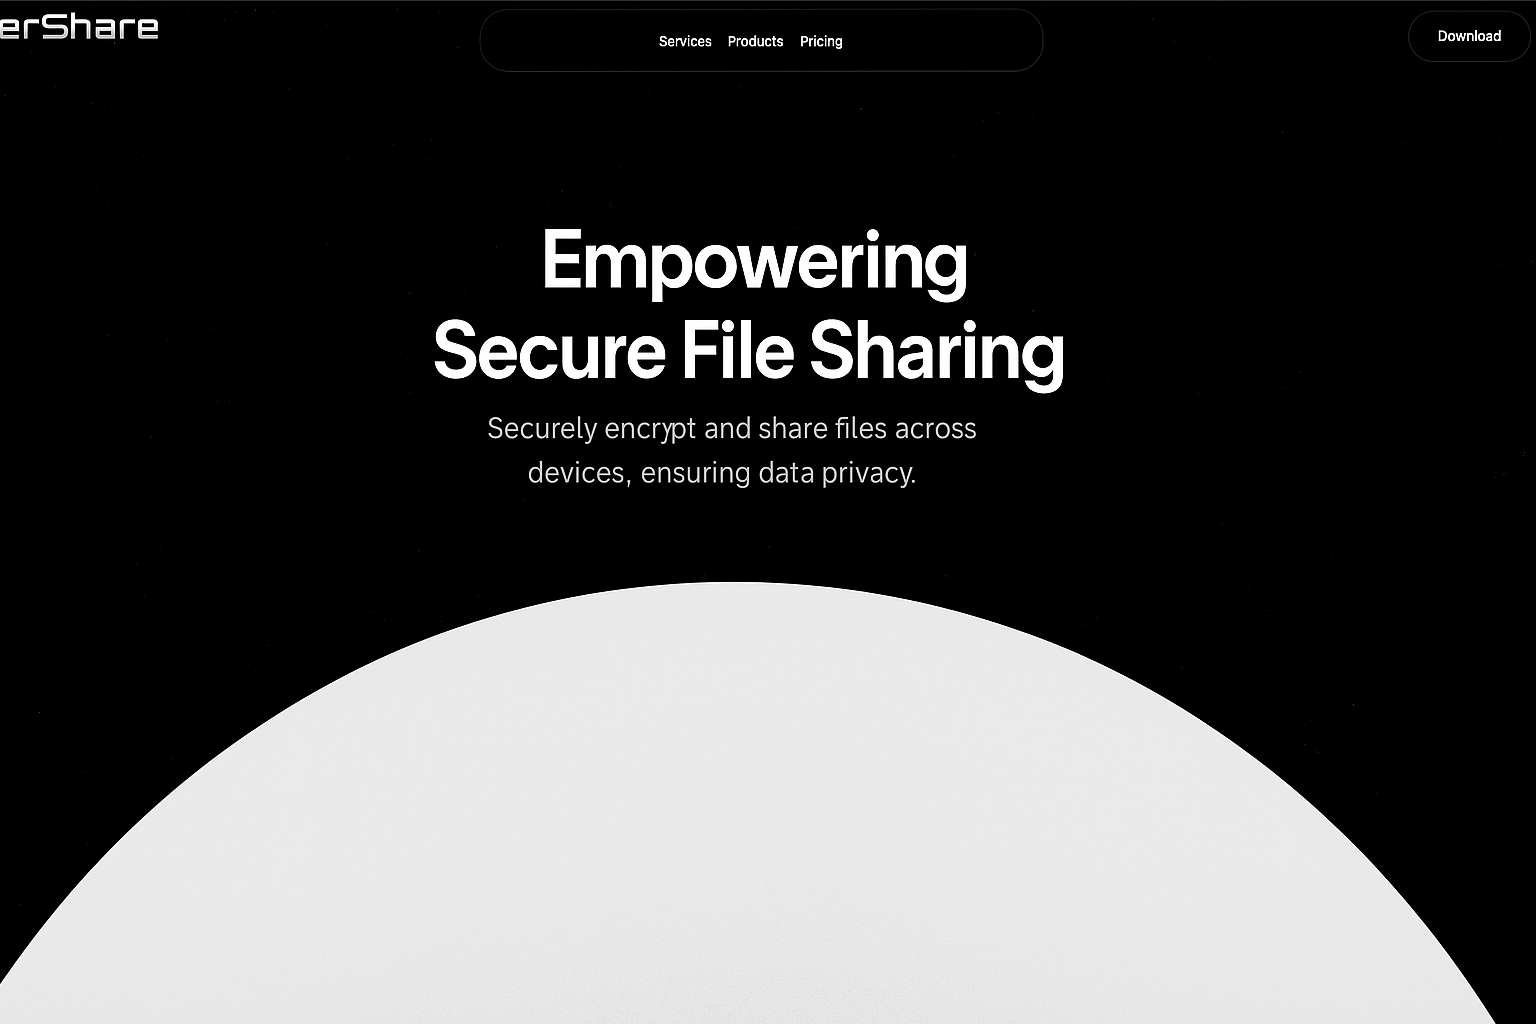 erShare
Services Products Pricing
Download
Empowering
Secure File Sharing
Securely encrypt and share files across
devices, ensuring data privacy.